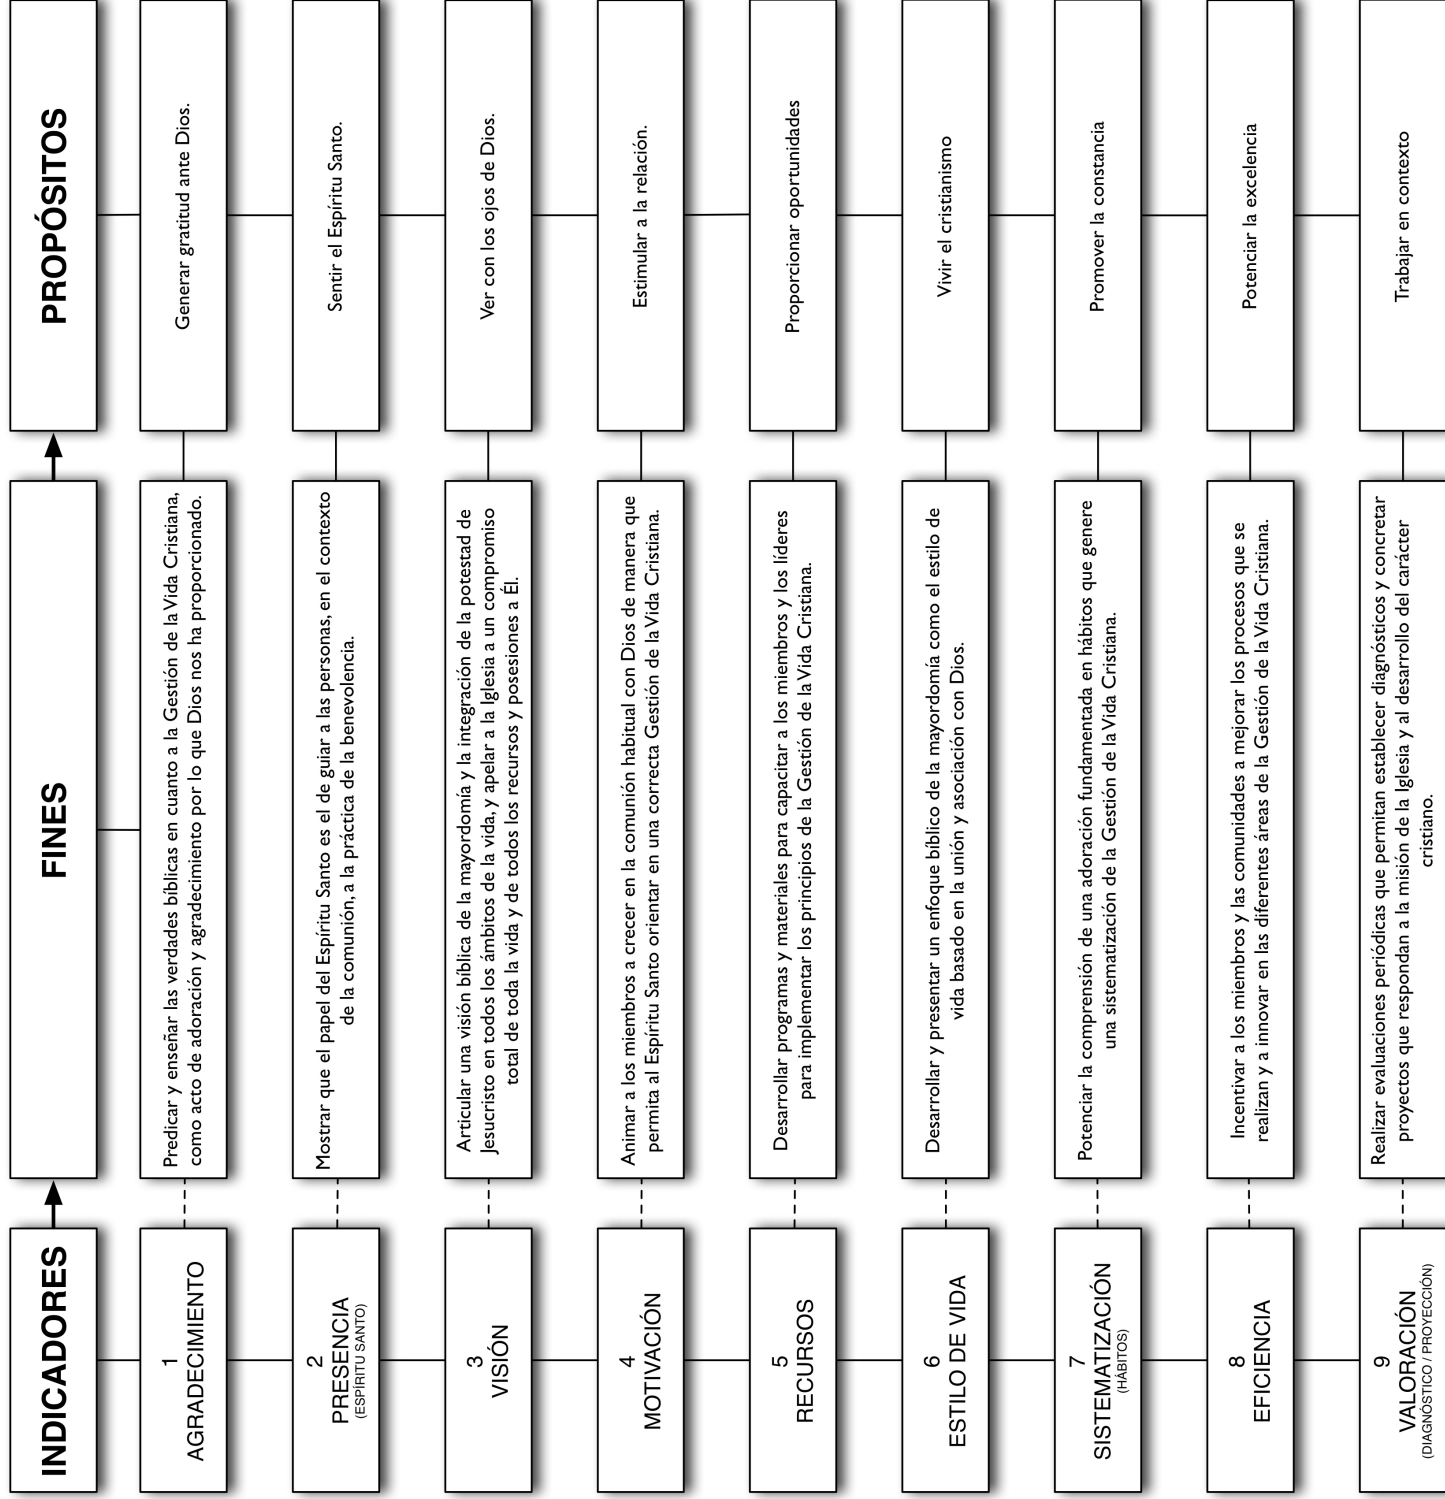 INDICADORES
FINES
PROPÓSITOS
1
AGRADECIMIENTO
Predicar y enseñar las verdades bíblicas en cuanto a la Gestión de la Vida Cristiana,
como acto de adoración y agradecimiento por lo que Dios nos ha proporcionado.
Generar gratitud ante Dios.
2
PRESENCIA
(ESPÍRITU SANTO)
Mostrar que el papel del Espíritu Santo es el de guiar a las personas, en el contexto
de la comunión, a la práctica de la benevolencia.
Sentir el Espíritu Santo.
3
VISIÓN
Articular una visión bíblica de la mayordomía y la integración de la potestad de
Jesucristo en todos los ámbitos de la vida, y apelar a la Iglesia a un compromiso
total de toda la vida y de todos los recursos y posesiones a Él.
Ver con los ojos de Dios.
4
MOTIVACIÓN
Animar a los miembros a crecer en la comunión habitual con Dios de manera que
permita al Espíritu Santo orientar en una correcta Gestión de la Vida Cristiana.
Estimular a la relación.
5
RECURSOS
Desarrollar programas y materiales para capacitar a los miembros y los líderes
para implementar los principios de la Gestión de la Vida Cristiana.
Proporcionar oportunidades
6
ESTILO DE VIDA
Desarrollar y presentar un enfoque bíblico de la mayordomía como el estilo de
vida basado en la unión y asociación con Dios.
Vivir el cristianismo
7
SISTEMATIZACIÓN
(HÁBITOS)
Potenciar la comprensión de una adoración fundamentada en hábitos que genere
una sistematización de la Gestión de la Vida Cristiana.
Promover la constancia
8
EFICIENCIA
Incentivar a los miembros y las comunidades a mejorar los procesos que se
realizan y a innovar en las diferentes áreas de la Gestión de la Vida Cristiana.
Potenciar la excelencia
9
VALORACIÓN
(DIAGNÓSTICO / PROYECCIÓN)
Realizar evaluaciones periódicas que permitan establecer diagnósticos y concretar
proyectos que respondan a la misión de la Iglesia y al desarrollo del carácter
cristiano.
Trabajar en contexto